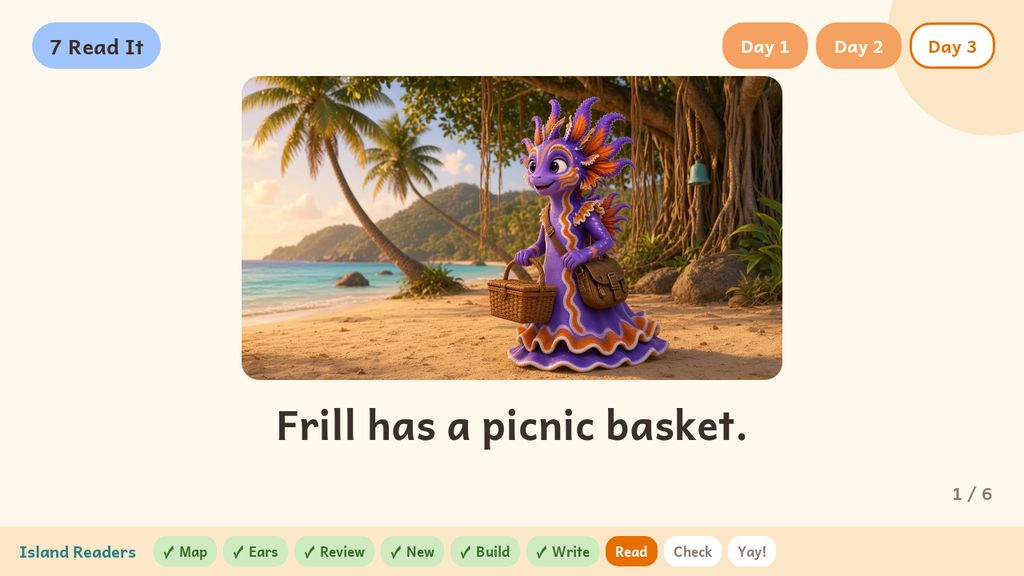 7 Read It
Day 1
Day 2
Day 3
Frill has a picnic basket.
1 / 6
Island Readers
✓ Map
✓ Ears
✓ Review
✓ New
✓ Build
✓ Write
Read
Check
Yay!